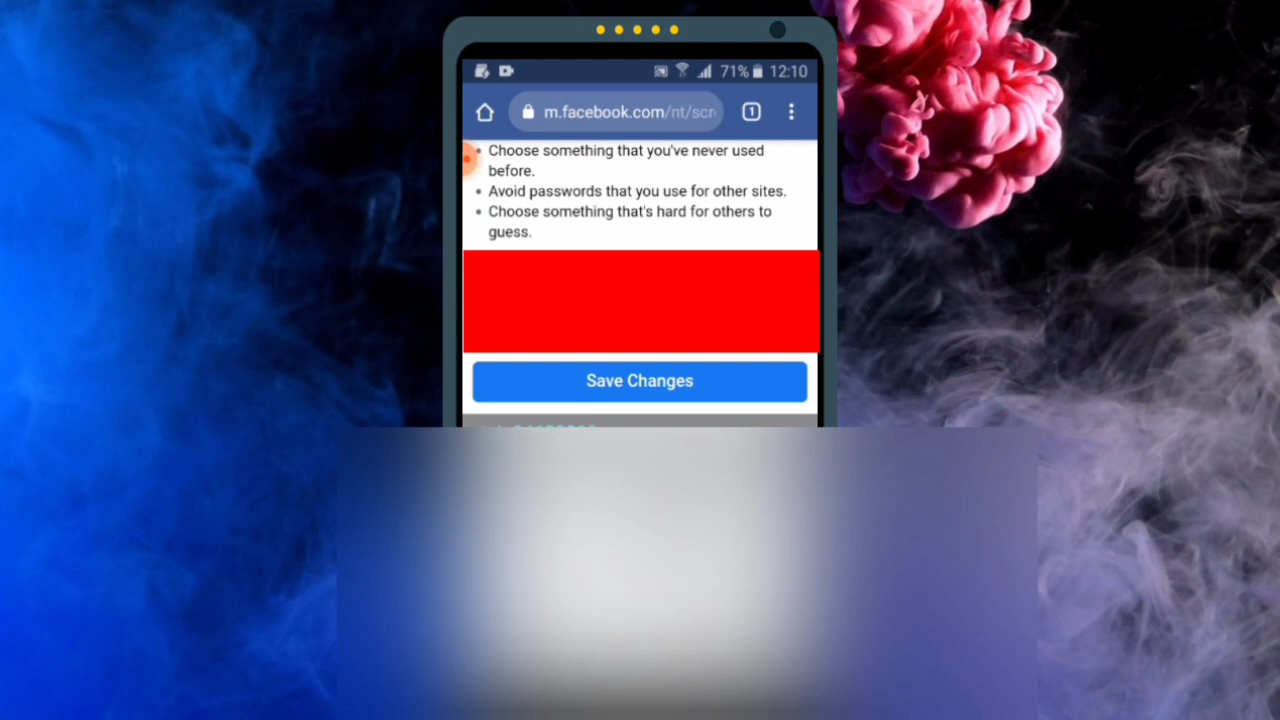 71% 12:10
m.facebook.com/nt/scr
1
• Choose something that you've never used
before.
• Avoid passwords that you use for other sites.
• Choose something that's hard for others to
guess.
Save Changes